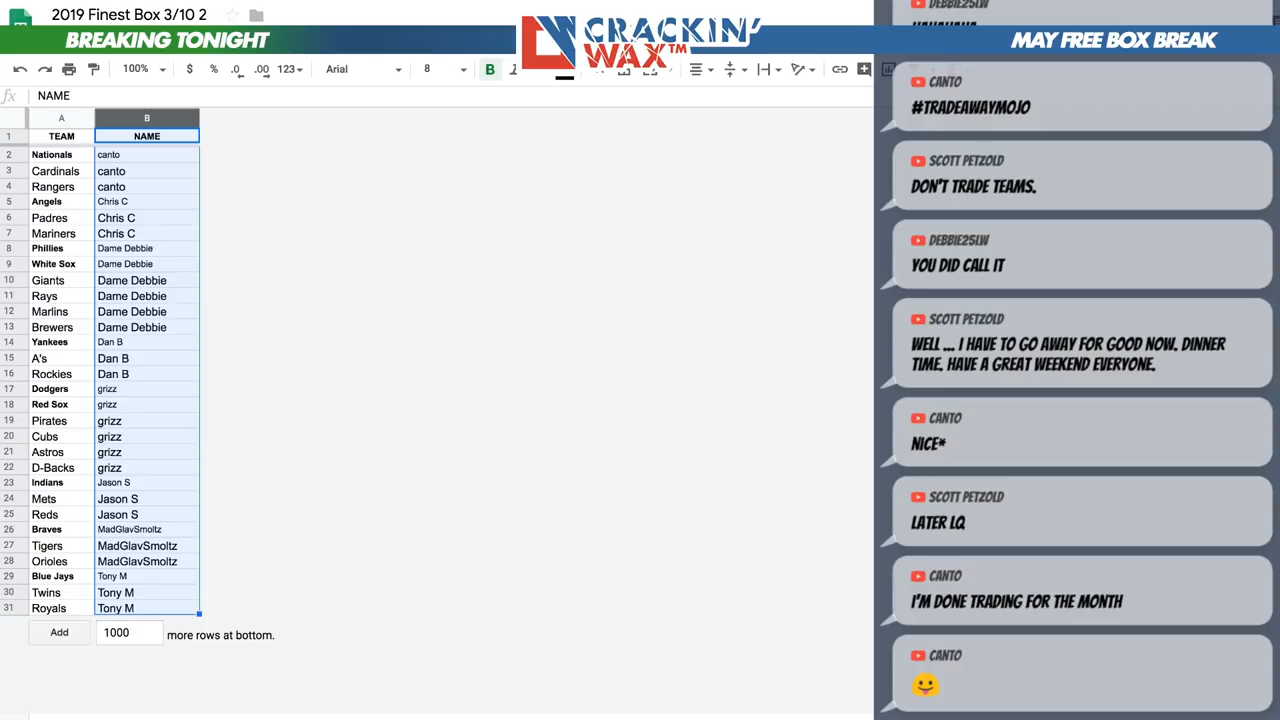 2019 Finest Box 3/10 2
BREAKING TONIGHT
CRACKIN'
WAX™
MAY FREE BOX BREAK
100%
$
%
.0
.00
123
Arial
8
B
fx
NAME
A
B
1 TEAM NAME
2 Nationals canto
3 Cardinals canto
4 Rangers canto
5 Angels Chris C
6 Padres Chris C
7 Mariners Chris C
8 Phillies Dame Debbie
9 White Sox Dame Debbie
10 Giants Dame Debbie
11 Rays Dame Debbie
12 Marlins Dame Debbie
13 Brewers Dame Debbie
14 Yankees Dan B
15 A's Dan B
16 Rockies Dan B
17 Dodgers grizz
18 Red Sox grizz
19 Pirates grizz
20 Cubs grizz
21 Astros grizz
22 D-Backs grizz
23 Indians Jason S
24 Mets Jason S
25 Reds Jason S
26 Braves MadGlavSmoltz
27 Tigers MadGlavSmoltz
28 Orioles MadGlavSmoltz
29 Blue Jays Tony M
30 Twins Tony M
31 Royals Tony M
Add 1000 more rows at bottom.
DEBBIE25LW
CANTO
#TRADEAWAYMOJO
SCOTT PETZOLD
DON'T TRADE TEAMS.
DEBBIE25LW
YOU DID CALL IT
SCOTT PETZOLD
WELL ... I HAVE TO GO AWAY FOR GOOD NOW. DINNER
TIME. HAVE A GREAT WEEKEND EVERYONE.
CANTO
NICE*
SCOTT PETZOLD
LATER LQ
CANTO
I'M DONE TRADING FOR THE MONTH
CANTO